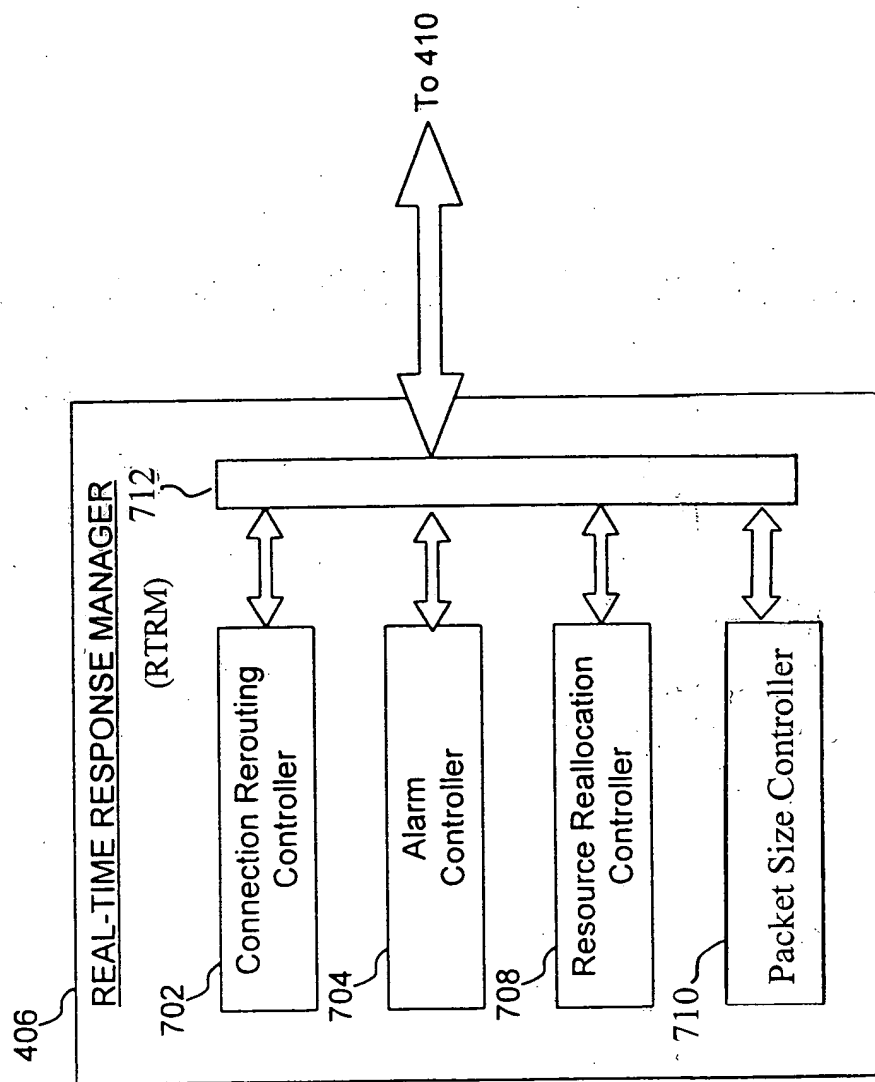 406
REAL-TIME RESPONSE MANAGER
(RTRM)
712
702
Connection Rerouting
Controller
704
Alarm
Controller
708
Resource Reallocation
Controller
710
Packet Size Controller
To 410